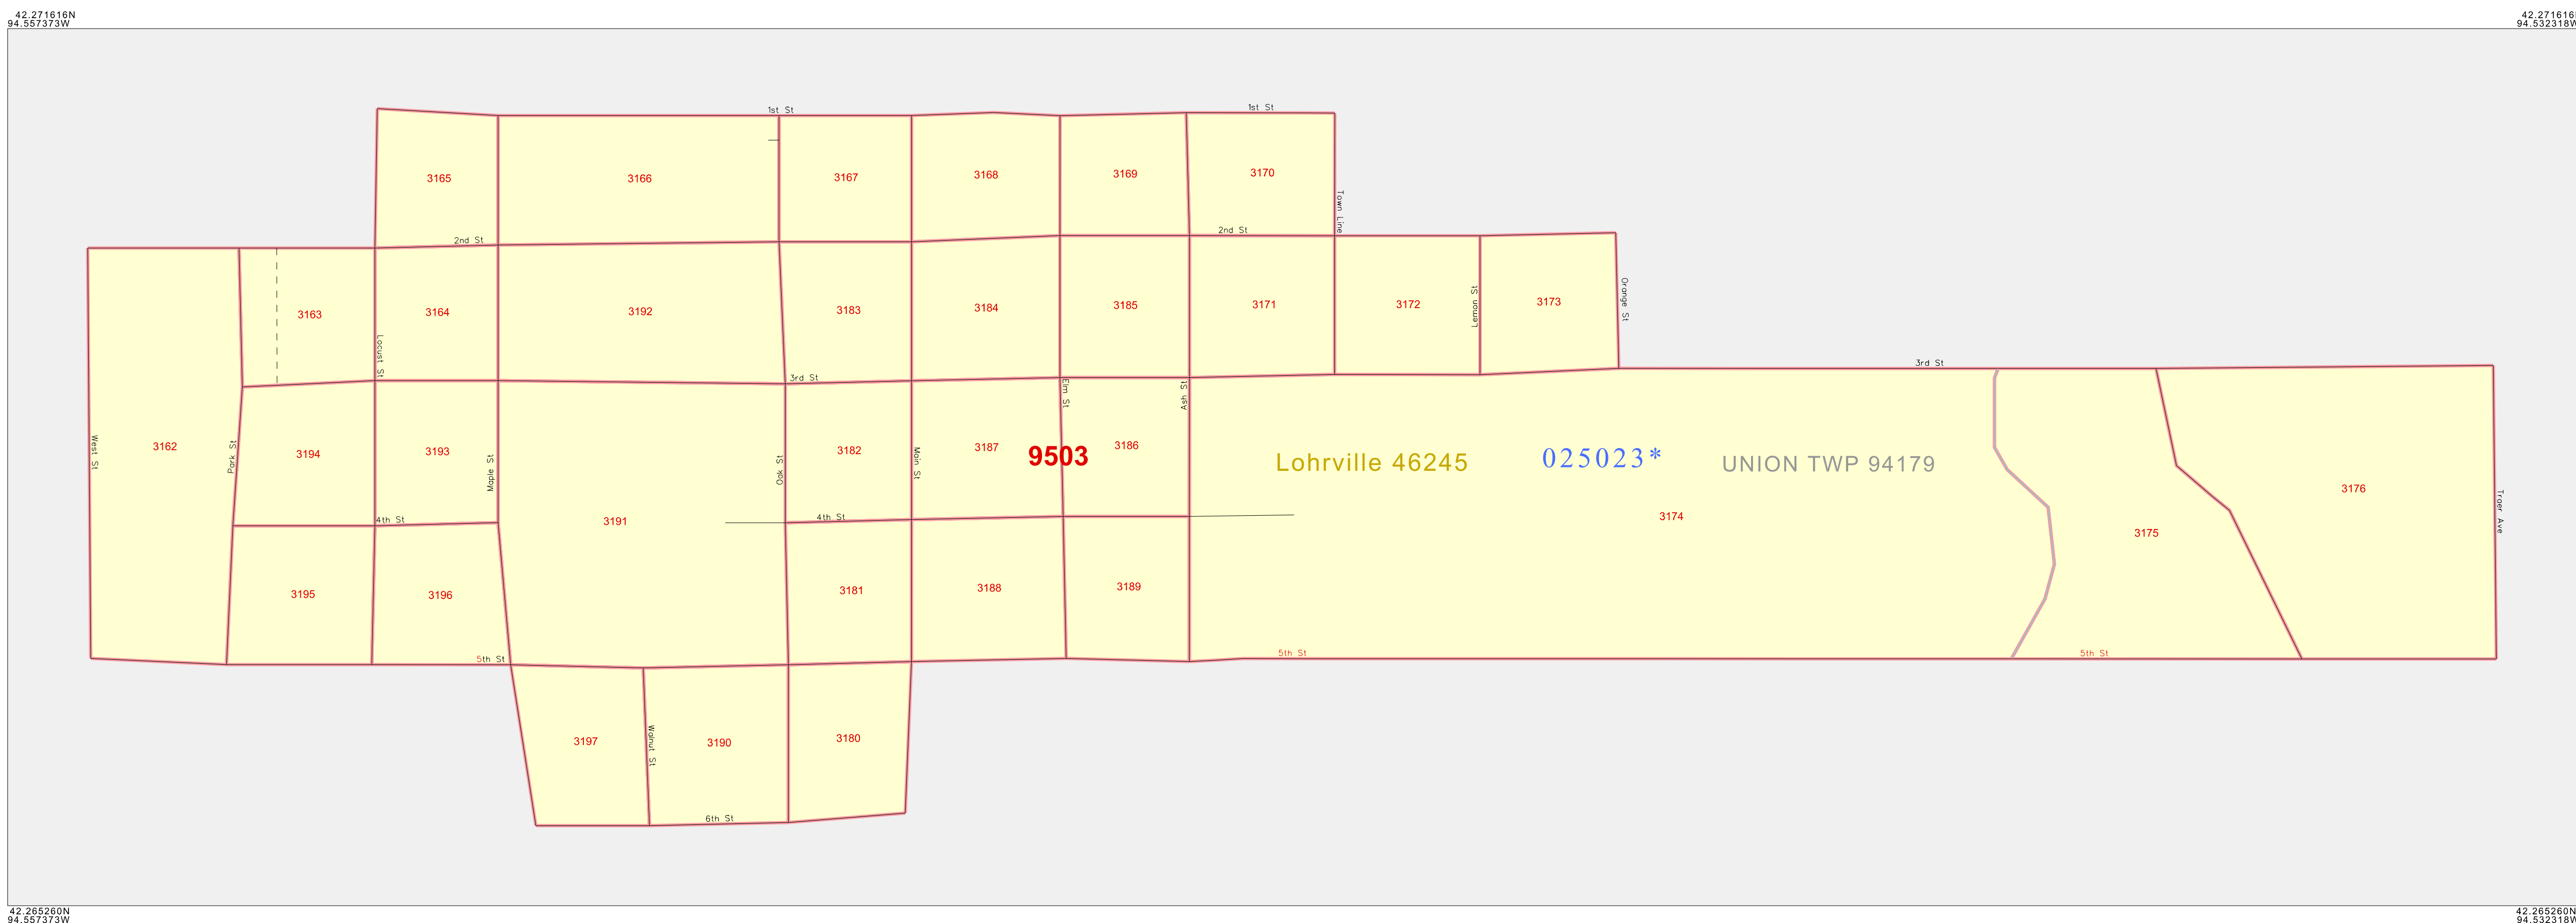 42.271616N
94.557373W
42.271616N
94.532318W
1st St
1st St
3165
3166
3167
3168
3169
3170
Town Line
2nd St
2nd St
3163
3164
3192
3183
3184
3185
3171
3172
Lemon St
3173
Orange St
Locust St
3rd St
3rd St
Elm St
Ash St
West St
3162
Park St
3194
3193
Maple St
Oak St
3182
Main St
3187
9503
3186
Lohrville 46245
025023*
UNION TWP 94179
3176
Traer Ave
4th St
3191
4th St
3174
3175
3195
3196
3181
3188
3189
5th St
5th St
5th St
3197
Walnut St
3190
3180
6th St
42.265260N
94.557373W
42.265260N
94.532318W